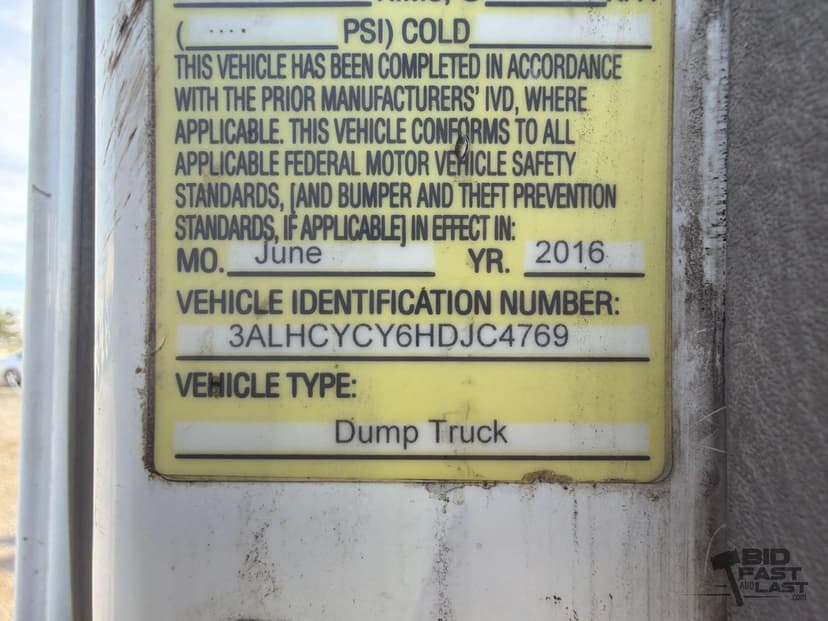 ( PSI) COLD
THIS VEHICLE HAS BEEN COMPLETED IN ACCORDANCE
WITH THE PRIOR MANUFACTURERS' IVD, WHERE
APPLICABLE. THIS VEHICLE CONFORMS TO ALL
APPLICABLE FEDERAL MOTOR VEHICLE SAFETY
STANDARDS, [AND BUMPER AND THEFT PREVENTION
STANDARDS, IF APPLICABLE] IN EFFECT IN:
MO. June YR. 2016
VEHICLE IDENTIFICATION NUMBER:
3ALHCYCY6HDJC4769
VEHICLE TYPE:
Dump Truck
BID
FAST
AND LAST
.com